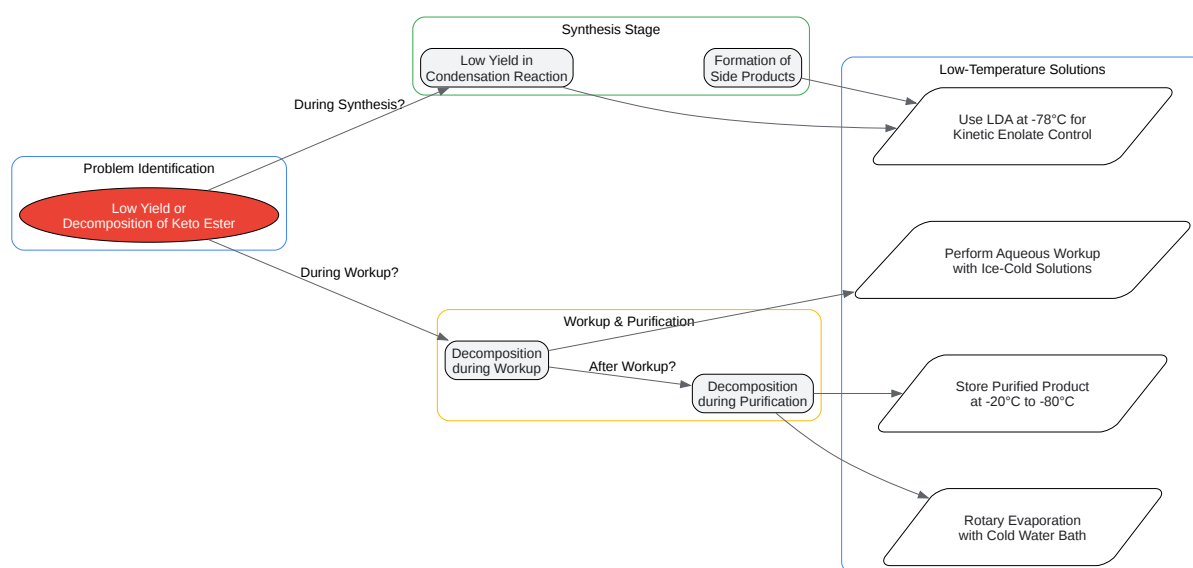 Synthesis Stage
Low Yield in
Condensation Reaction
Formation of
Side Products
During Synthesis?
Problem Identification
Low Yield or
Decomposition of Keto Ester
During Workup?
Workup & Purification
Decomposition
during Workup
After Workup?
Decomposition
during Purification
Low-Temperature Solutions
Use LDA at -78°C for
Kinetic Enolate Control
Perform Aqueous Workup
with Ice-Cold Solutions
Store Purified Product
at -20°C to -80°C
Rotary Evaporation
with Cold Water Bath